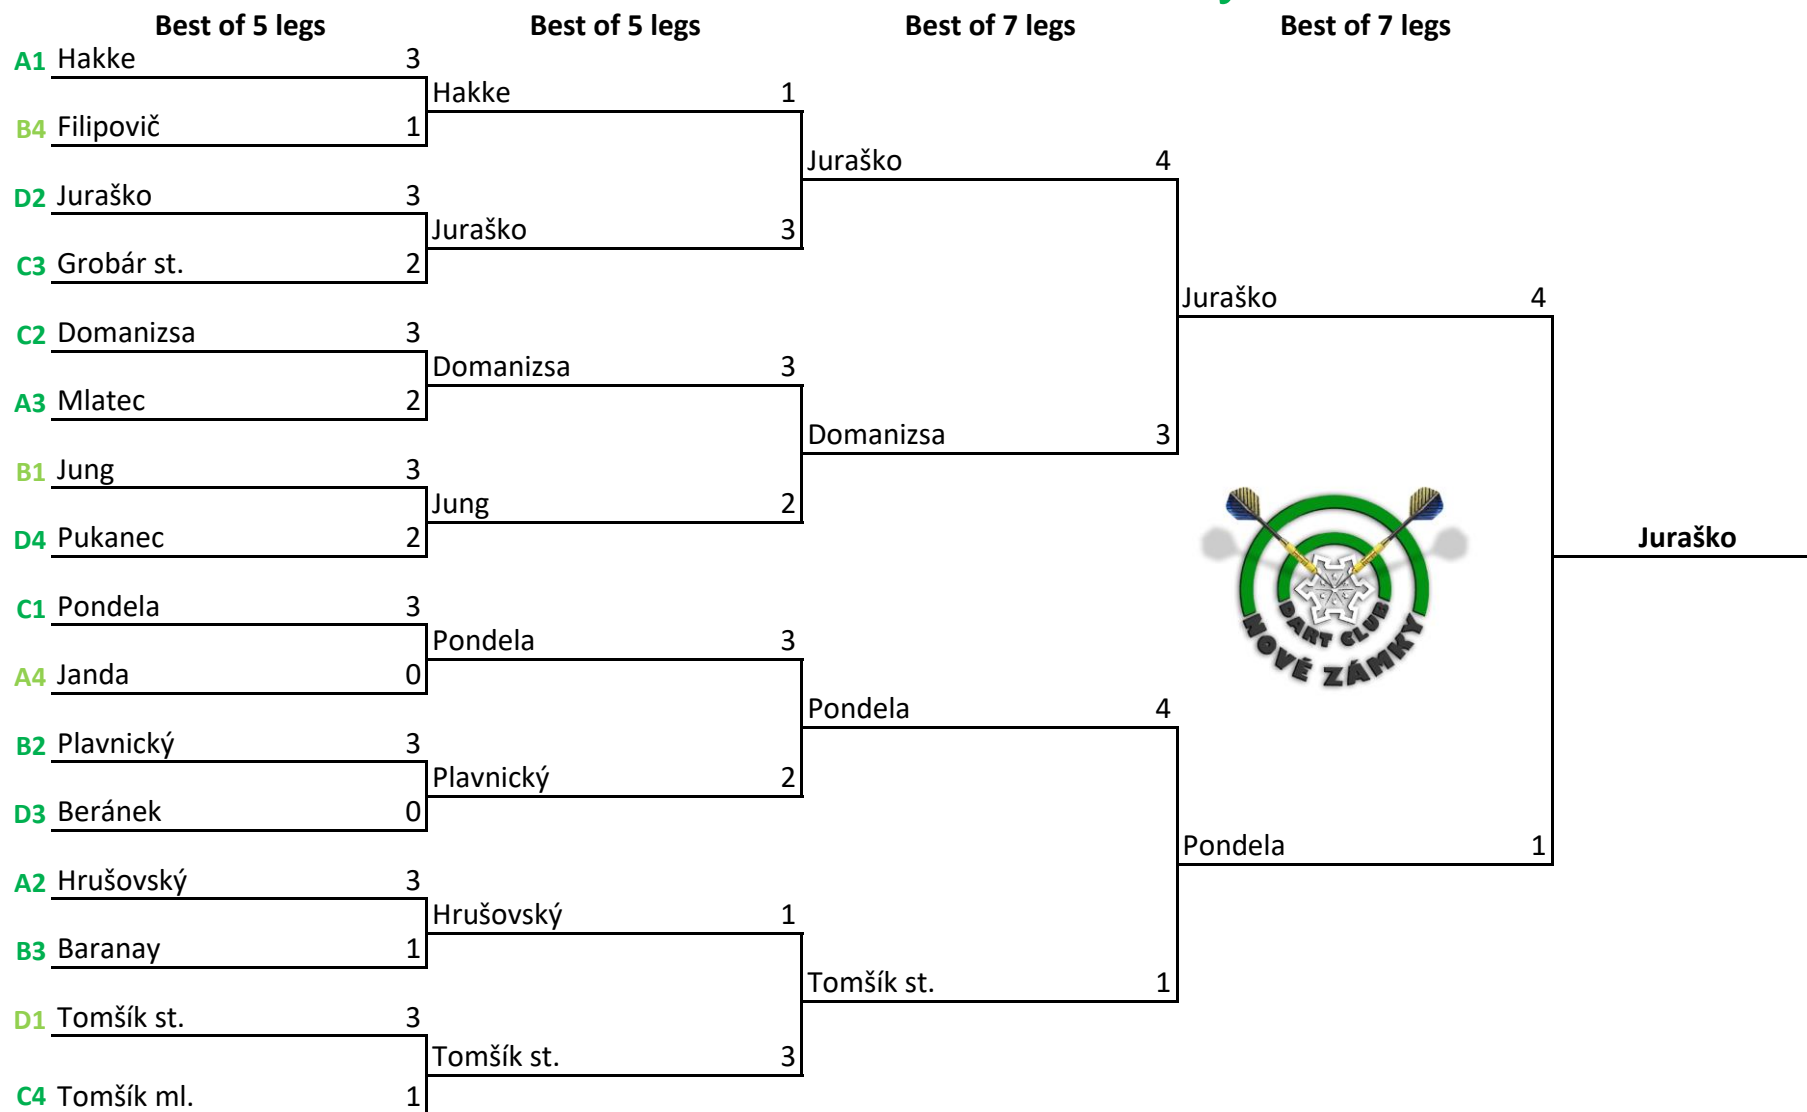 Best of 5 legs Best of 5 legs Best of 7 legs Best of 7 legs
A1 Hakke 3
Hakke 1
B4 Filipovič 1
Juraško 4
D2 Juraško 3
Juraško 3
C3 Grobár st. 2
Juraško 4
C2 Domanizsa 3
Domanizsa 3
A3 Mlatec 2
Domanizsa 3
B1 Jung 3
Jung 2
D4 Pukanec 2
Juraško
C1 Pondela 3
DART CLUB
NOVÉ ZÁMKY
Pondela 3
A4 Janda 0
Pondela 4
B2 Plavnický 3
Plavnický 2
D3 Beránek 0
Pondela 1
A2 Hrušovský 3
Hrušovský 1
B3 Baranay 1
Tomšík st. 1
D1 Tomšík st. 3
Tomšík st. 3
C4 Tomšík ml. 1